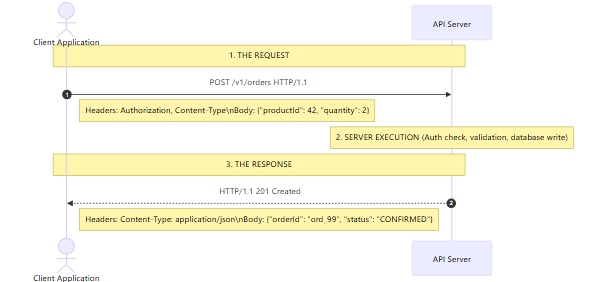 Client Application
API Server
1. THE REQUEST
POST /v1/orders HTTP/1.1
1
Headers: Authorization, Content-Type\nBody: {"productId": 42, "quantity": 2}
2. SERVER EXECUTION (Auth check, validation, database write)
3. THE RESPONSE
HTTP/1.1 201 Created
2
Headers: Content-Type: application/json\nBody: {"orderId": "ord_99", "status": "CONFIRMED"}
Client Application
API Server